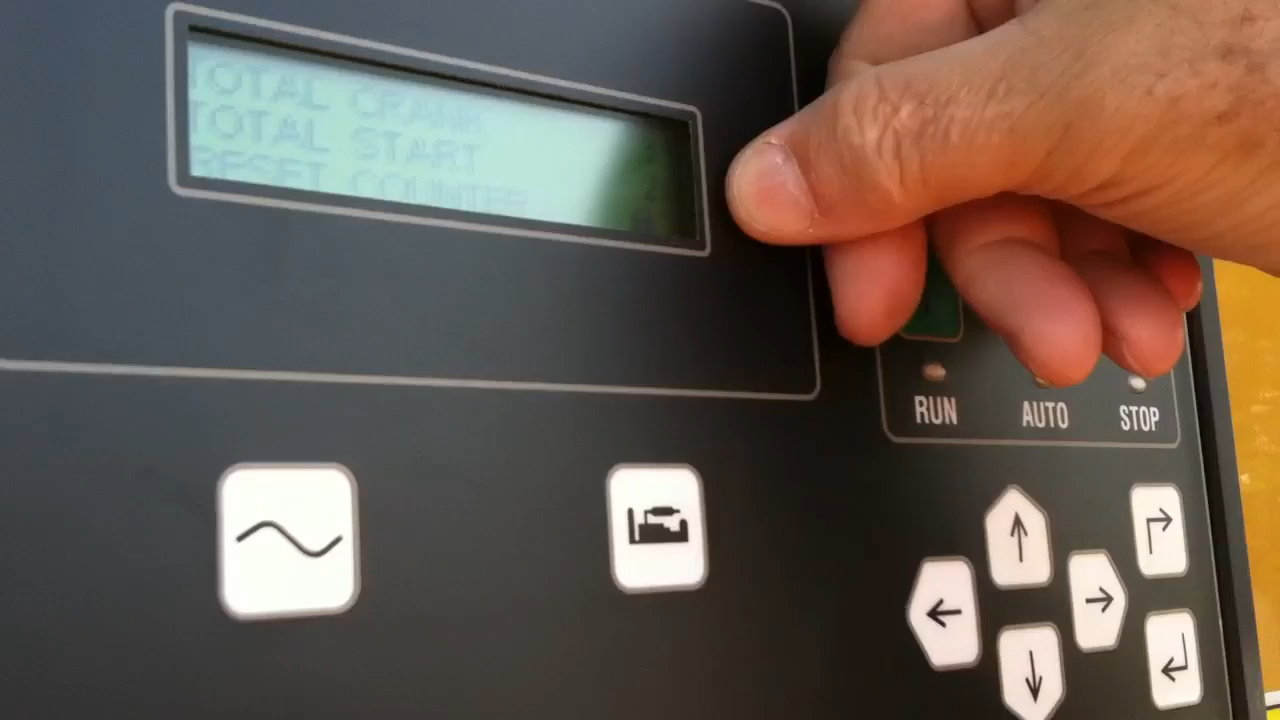 TOTAL CRANK
TOTAL START
RESET COUNTER
RUN
AUTO
STOP